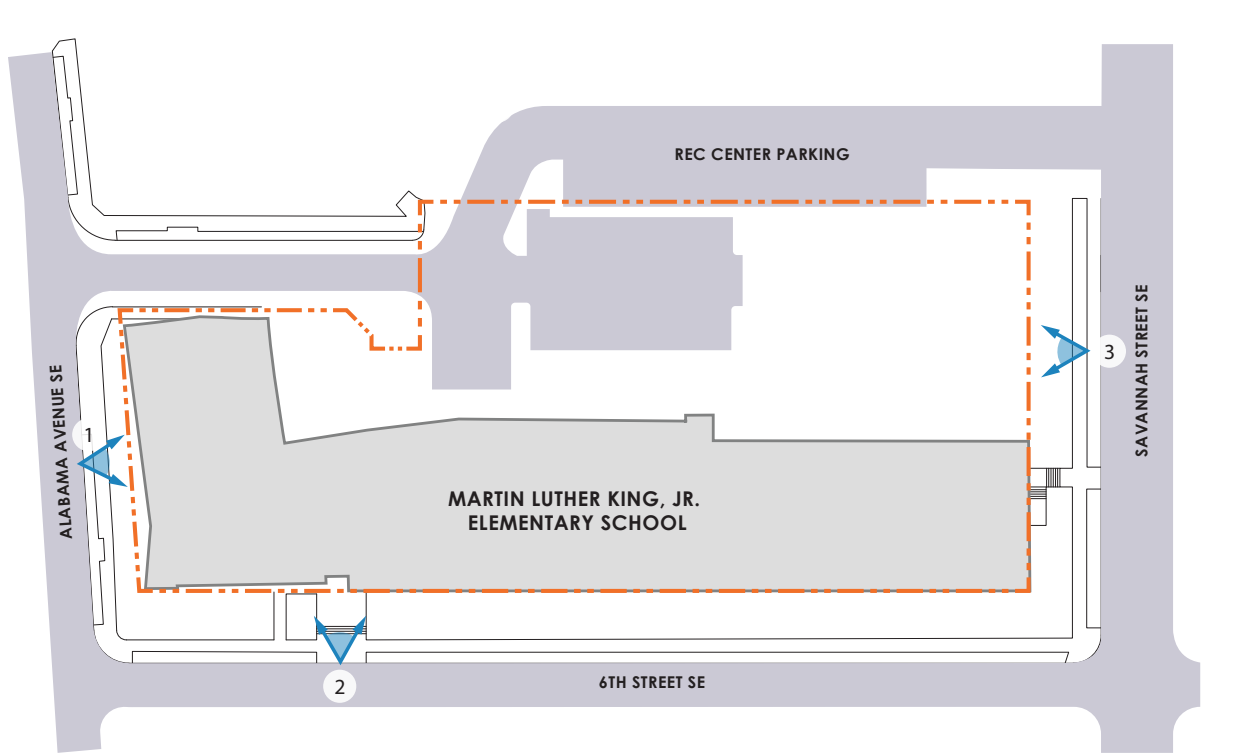 REC CENTER PARKING
SAVANNAH STREET SE
3
ALABAMA AVENUE SE
1
MARTIN LUTHER KING, JR.
ELEMENTARY SCHOOL
2
6TH STREET SE